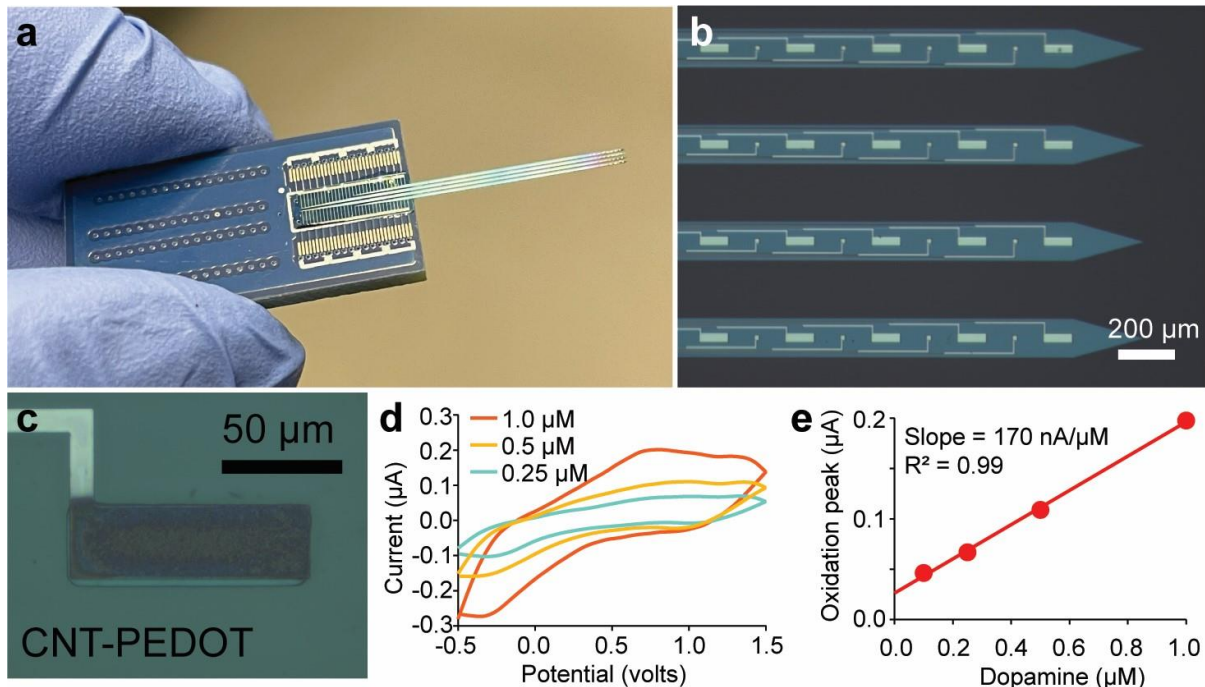 a
b
200 µm
c
50 µm
CNT-PEDOT
d
1.0 µM
0.5 µM
0.25 µM
0.3
0.2
0.1
0.0
-0.1
-0.2
-0.3
Current (µA)
-0.5 0.0 0.5 1.0 1.5
Potential (volts)
e
Slope = 170 nA/µM
R² = 0.99
0.2
0.1
0.0
Oxidation peak (µA)
0.0 0.2 0.4 0.6 0.8 1.0
Dopamine (µM)